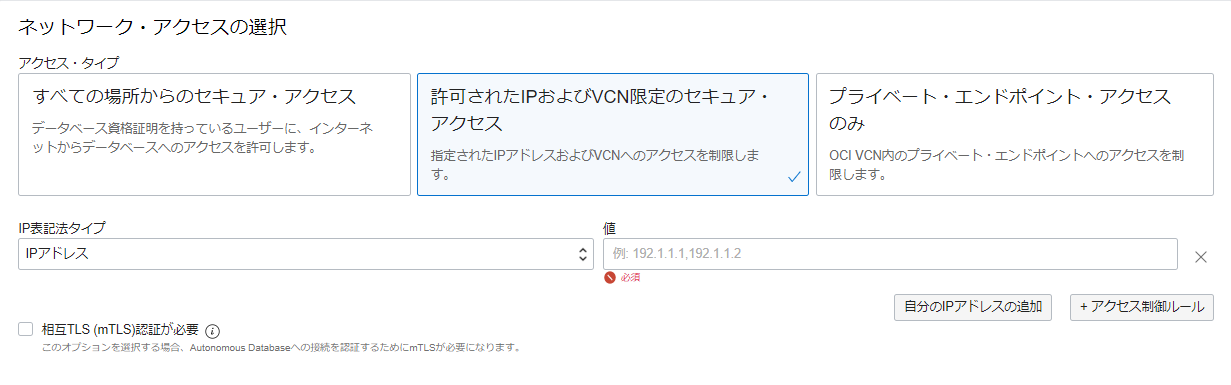 ネットワーク・アクセスの選択
アクセス・タイプ
すべての場所からのセキュア・アクセス
データベース資格証明を持っているユーザーに、インターネ
ットからデータベースへのアクセスを許可します。
許可されたIPおよびVCN限定のセキュア・
アクセス
指定されたIPアドレスおよびVCNへのアクセスを制限しま
す。
プライベート・エンドポイント・アクセス
のみ
OCI VCN内のプライベート・エンドポイントへのアクセスを制
限します。
IP表記法タイプ
IPアドレス
値
例: 192.1.1.1,192.1.1.2
必須
自分のIPアドレスの追加
+ アクセス制御ルール
相互TLS (mTLS)認証が必要
このオプションを選択する場合、Autonomous Databaseへの接続を認証するためにmTLSが必要になります。